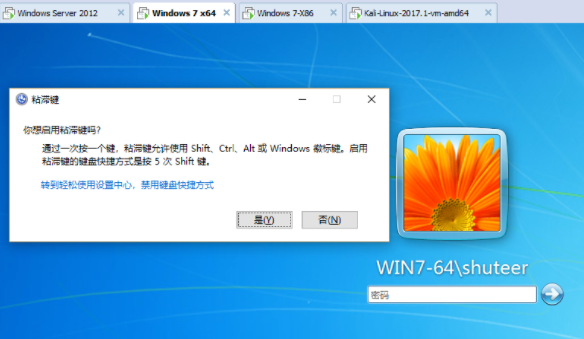 Windows Server 2012
Windows 7 x64
Windows 7-X86
Kali-Linux-2017.1-vm-amd64
粘滞键
你想启用粘滞键吗?
通过一次按一个键，粘滞键允许使用 Shift、Ctrl、Alt 或 Windows 徽标键。启用
粘滞键的键盘快捷方式是按 5 次 Shift 键。
转到轻松使用设置中心，禁用键盘快捷方式
是(Y)
否(N)
WIN7-64\shuteer
密码